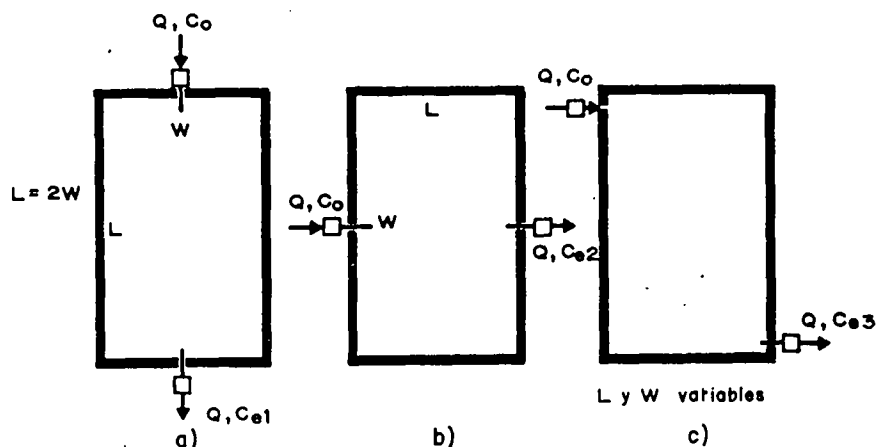 Q, Co
W
L = 2W
L
Q, Ce1
a)
L
Q, Co
W
Q, Ce2
b)
Q, Co
Q, Ce3
L y W variables
c)